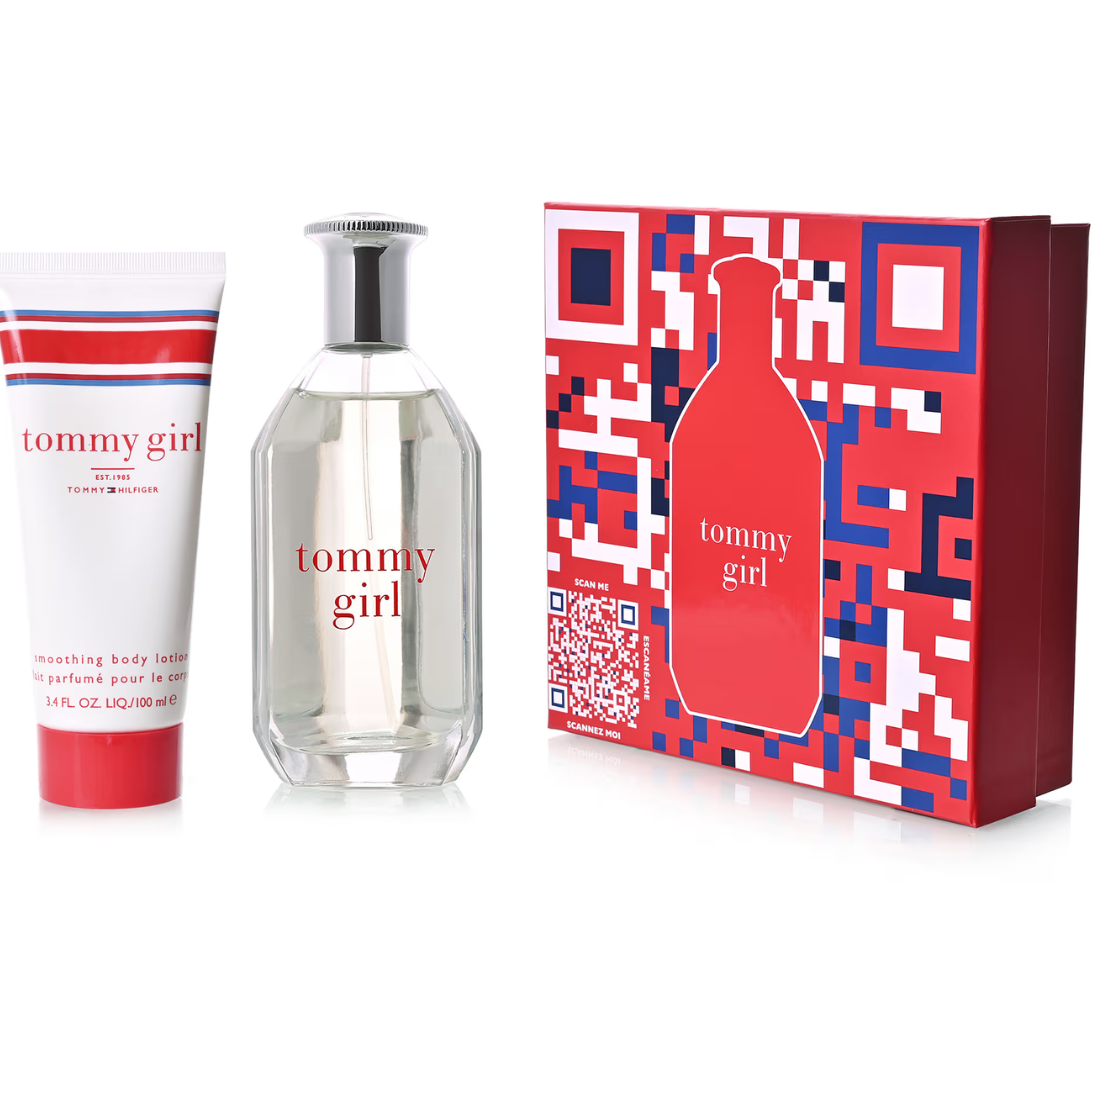 tommy girl
EST. 1985
TOMMY HILFIGER
smoothing body lotion
lait parfumé pour le corps
3.4 FL. OZ. LIQ./100 ml ℮
tommy
girl
tommy
girl
SCAN ME
ESCANÉAME
SCANNEZ MOI